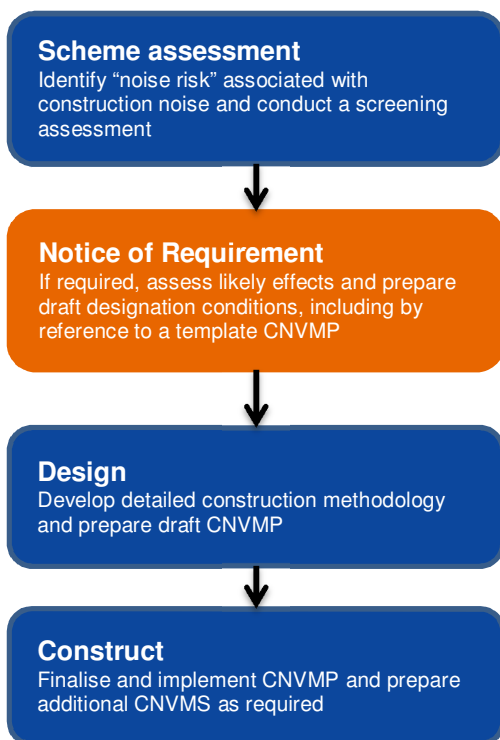 Scheme assessment
Identify “noise risk” associated with
construction noise and conduct a screening
assessment
Notice of Requirement
If required, assess likely effects and prepare
draft designation conditions, including by
reference to a template CNVMP
Design
Develop detailed construction methodology
and prepare draft CNVMP
Construct
Finalise and implement CNVMP and prepare
additional CNVMS as required